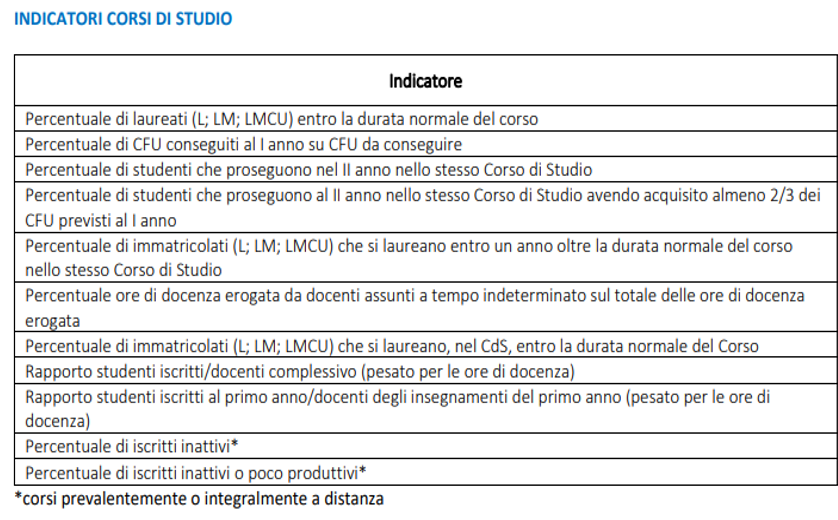 INDICATORI CORSI DI STUDIO
Indicatore
Percentuale di laureati (L; LM; LMCU) entro la durata normale del corso
Percentuale di CFU conseguiti al I anno su CFU da conseguire
Percentuale di studenti che proseguono nel II anno nello stesso Corso di Studio
Percentuale di studenti che proseguono al II anno nello stesso Corso di Studio avendo acquisito almeno 2/3 dei
CFU previsti al I anno
Percentuale di immatricolati (L; LM; LMCU) che si laureano entro un anno oltre la durata normale del corso
nello stesso Corso di Studio
Percentuale ore di docenza erogata da docenti assunti a tempo indeterminato sul totale delle ore di docenza
erogata
Percentuale di immatricolati (L; LM; LMCU) che si laureano, nel CdS, entro la durata normale del Corso
Rapporto studenti iscritti/docenti complessivo (pesato per le ore di docenza)
Rapporto studenti iscritti al primo anno/docenti degli insegnamenti del primo anno (pesato per le ore di
docenza)
Percentuale di iscritti inattivi*
Percentuale di iscritti inattivi o poco produttivi*
*corsi prevalentemente o integralmente a distanza